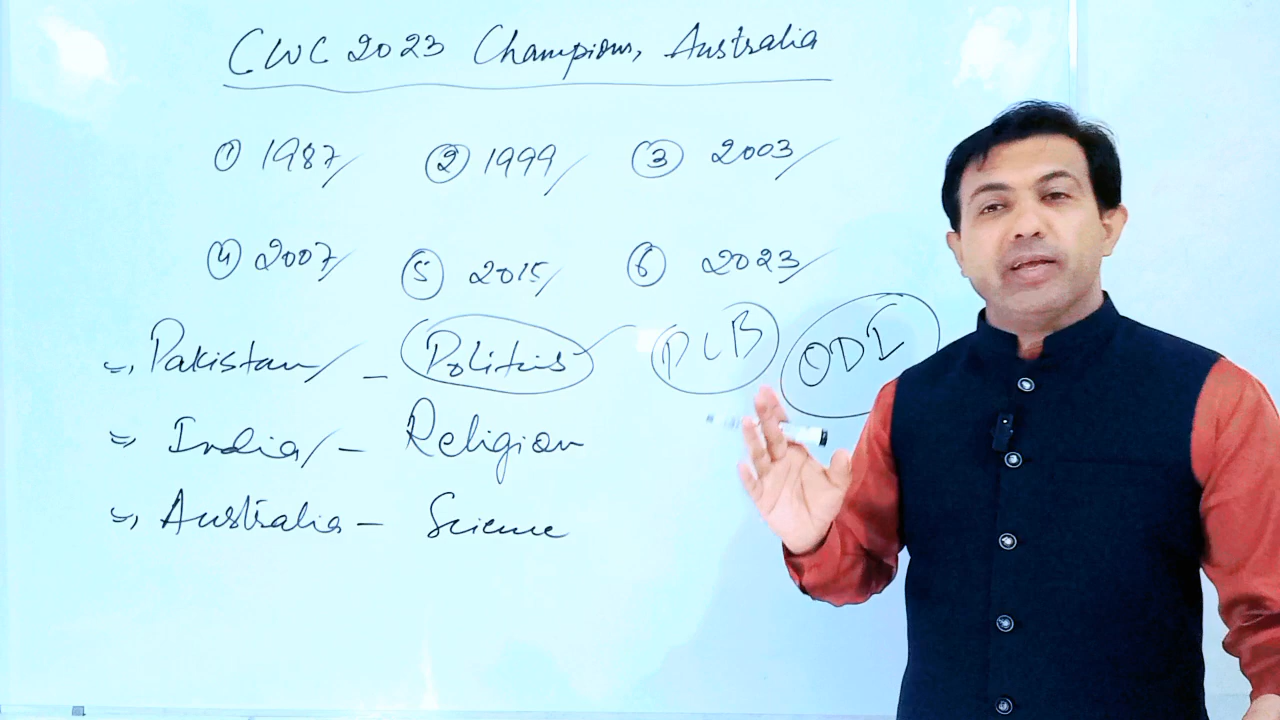 CWC 2023 Champions, Australia
① 1987/ ② 1999/ ③ 2003/
④ 2007/ ⑤ 2015/ ⑥ 2023/
Pakistan/ - Politics PCB ODI
India/ - Religion
Australia - Science